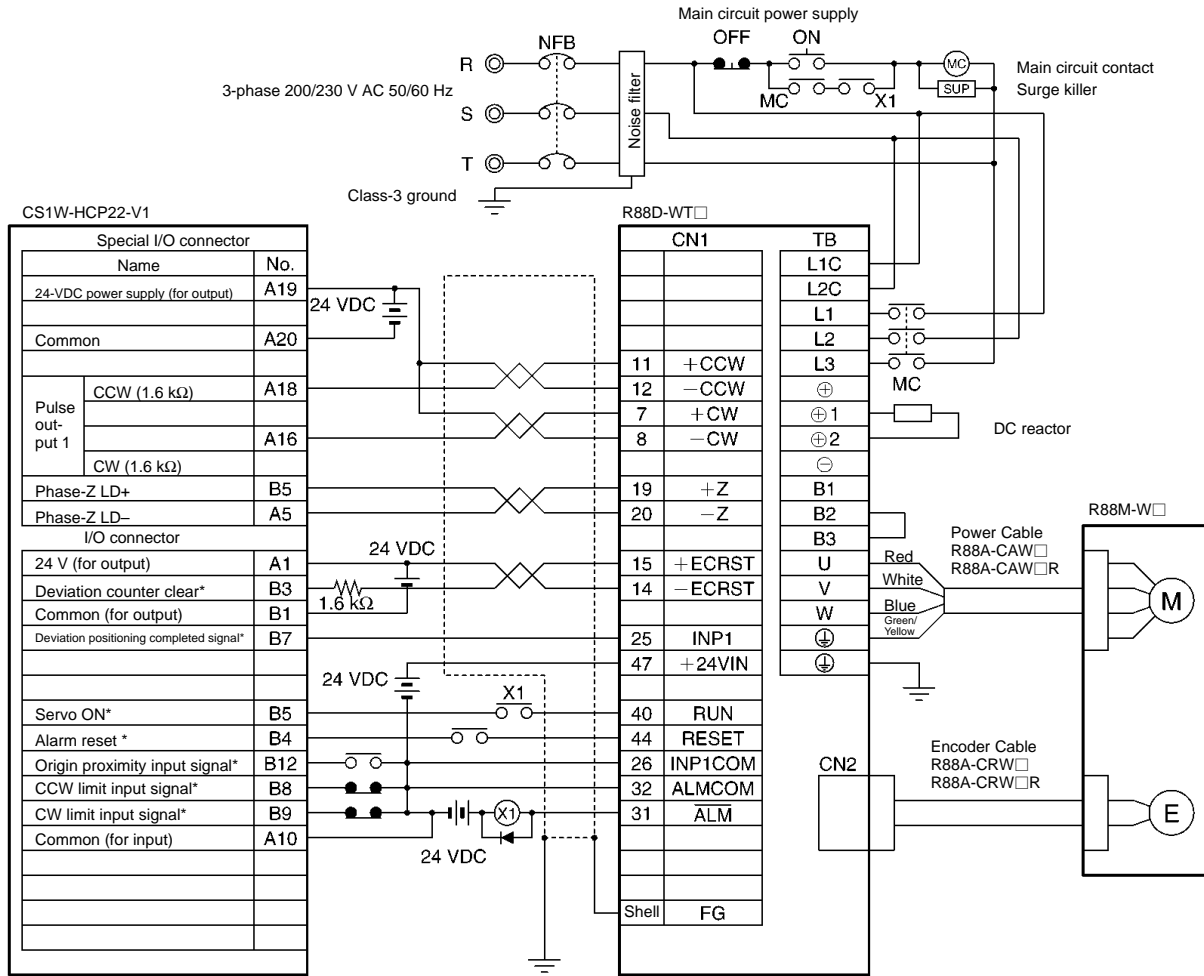 Main circuit power supply
OFF ON
NFB
R
MC
Main circuit contact
SUP
Surge killer
3-phase 200/230 V AC 50/60 Hz
MC X1
S
Noise filter
T
Class-3 ground
CS1W-HCP22-V1
Special I/O connector
Name No.
24-VDC power supply (for output) A19
24 VDC
Common A20
Pulse out-put 1
CCW (1.6 kΩ) A18
A16
CW (1.6 kΩ)
Phase-Z LD+ B5
Phase-Z LD– A5
I/O connector
24 V (for output) A1
24 VDC
Deviation counter clear* B3
1.6 kΩ
Common (for output) B1
Deviation positioning completed signal* B7
24 VDC
X1
Servo ON* B5
Alarm reset * B4
Origin proximity input signal* B12
CCW limit input signal* B8
CW limit input signal* B9
X1
Common (for input) A10
24 VDC
R88D-WT□
CN1
11 +CCW
12 −CCW
7 +CW
8 −CW
19 +Z
20 −Z
15 +ECRST
14 −ECRST
25 INP1
47 +24VIN
40 RUN
44 RESET
26 INP1COM
32 ALMCOM
31 ALM
Shell FG
TB
L1C
L2C
L1
L2
L3
MC
⊕
⊕1
⊕2
DC reactor
⊖
B1
B2
B3
U
V
W
Red
White
Blue
Green/
Yellow
Power Cable
R88A-CAW□
R88A-CAW□R
R88M-W□
M
CN2
Encoder Cable
R88A-CRW□
R88A-CRW□R
E